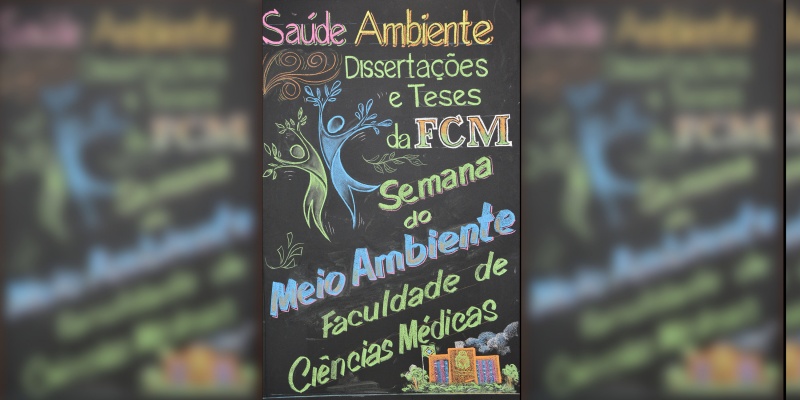 Saúde Ambiente
Dissertações
e Teses
da FCM
Semana
do
Meio Ambiente
Faculdade de
Ciências Médicas